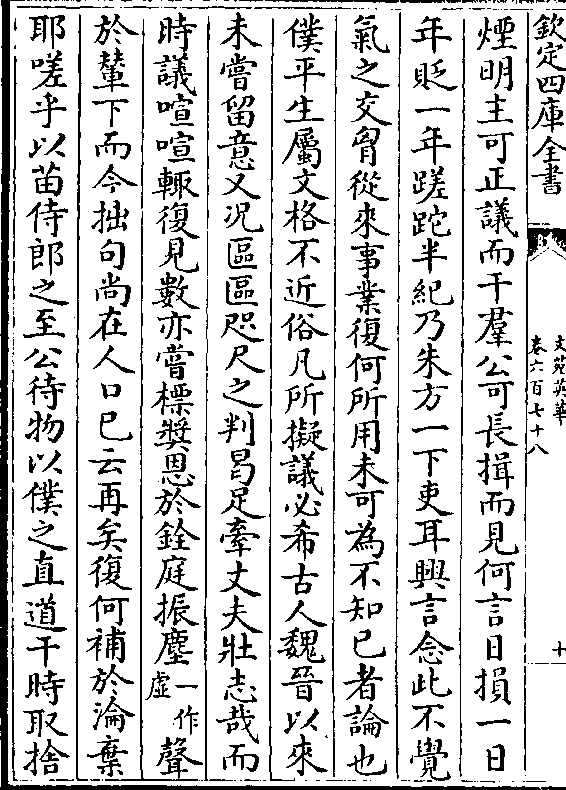 欽定四庫全書
文苑英華
卷六百七十八
十
煙明主可正議而干羣公可長揖而見何言日損一日
年貶一年蹉跎半紀乃朱方一下吏耳興言念此不覺
氣之交胷從來事業復何所用未可為不知已者論也
僕平生屬文格不近俗凡所擬議必希古人魏晉以來
未嘗留意又況區區咫尺之判曷足牽丈夫壯志哉而
時議喧喧輒復見數亦嘗標奬恩於銓庭振塵一作虛聲
於輦下而今拙句尚在人口已云再矣復何補於淪棄
耶嗟乎以苗侍郎之至公待物以僕之直道干時取捨